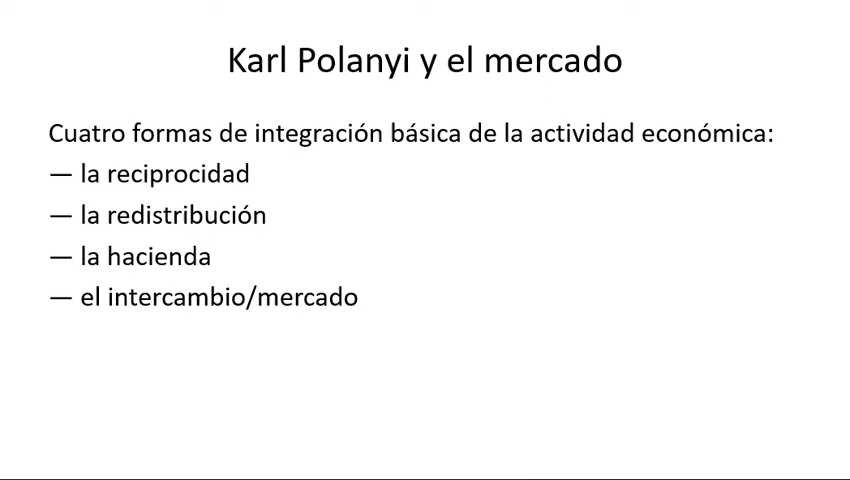 Karl Polanyi y el mercado
Cuatro formas de integración básica de la actividad económica:
— la reciprocidad
— la redistribución
— la hacienda
— el intercambio/mercado